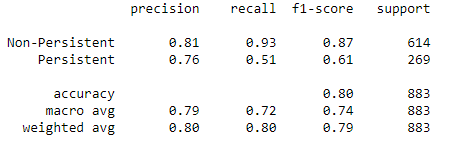 precision recall f1-score support
Non-Persistent 0.81 0.93 0.87 614
Persistent 0.76 0.51 0.61 269
accuracy 0.80 883
macro avg 0.79 0.72 0.74 883
weighted avg 0.80 0.80 0.79 883